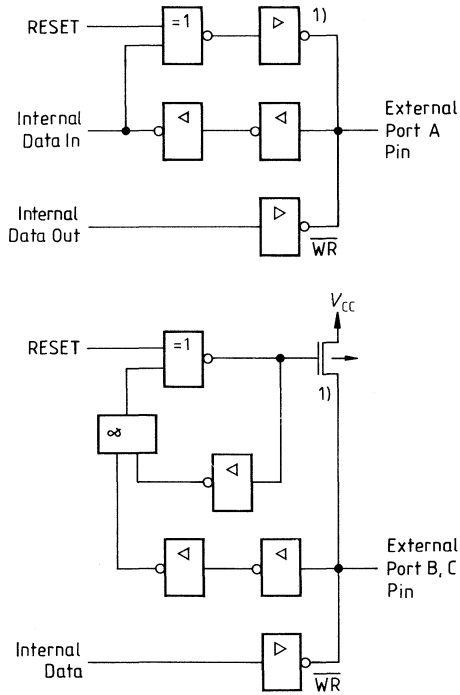 RESET
=1
1)
Internal
Data In
External
Port A
Pin
Internal
Data Out
WR
VCC
RESET
=1
1)
&
External
Port B, C
Pin
Internal
Data
WR